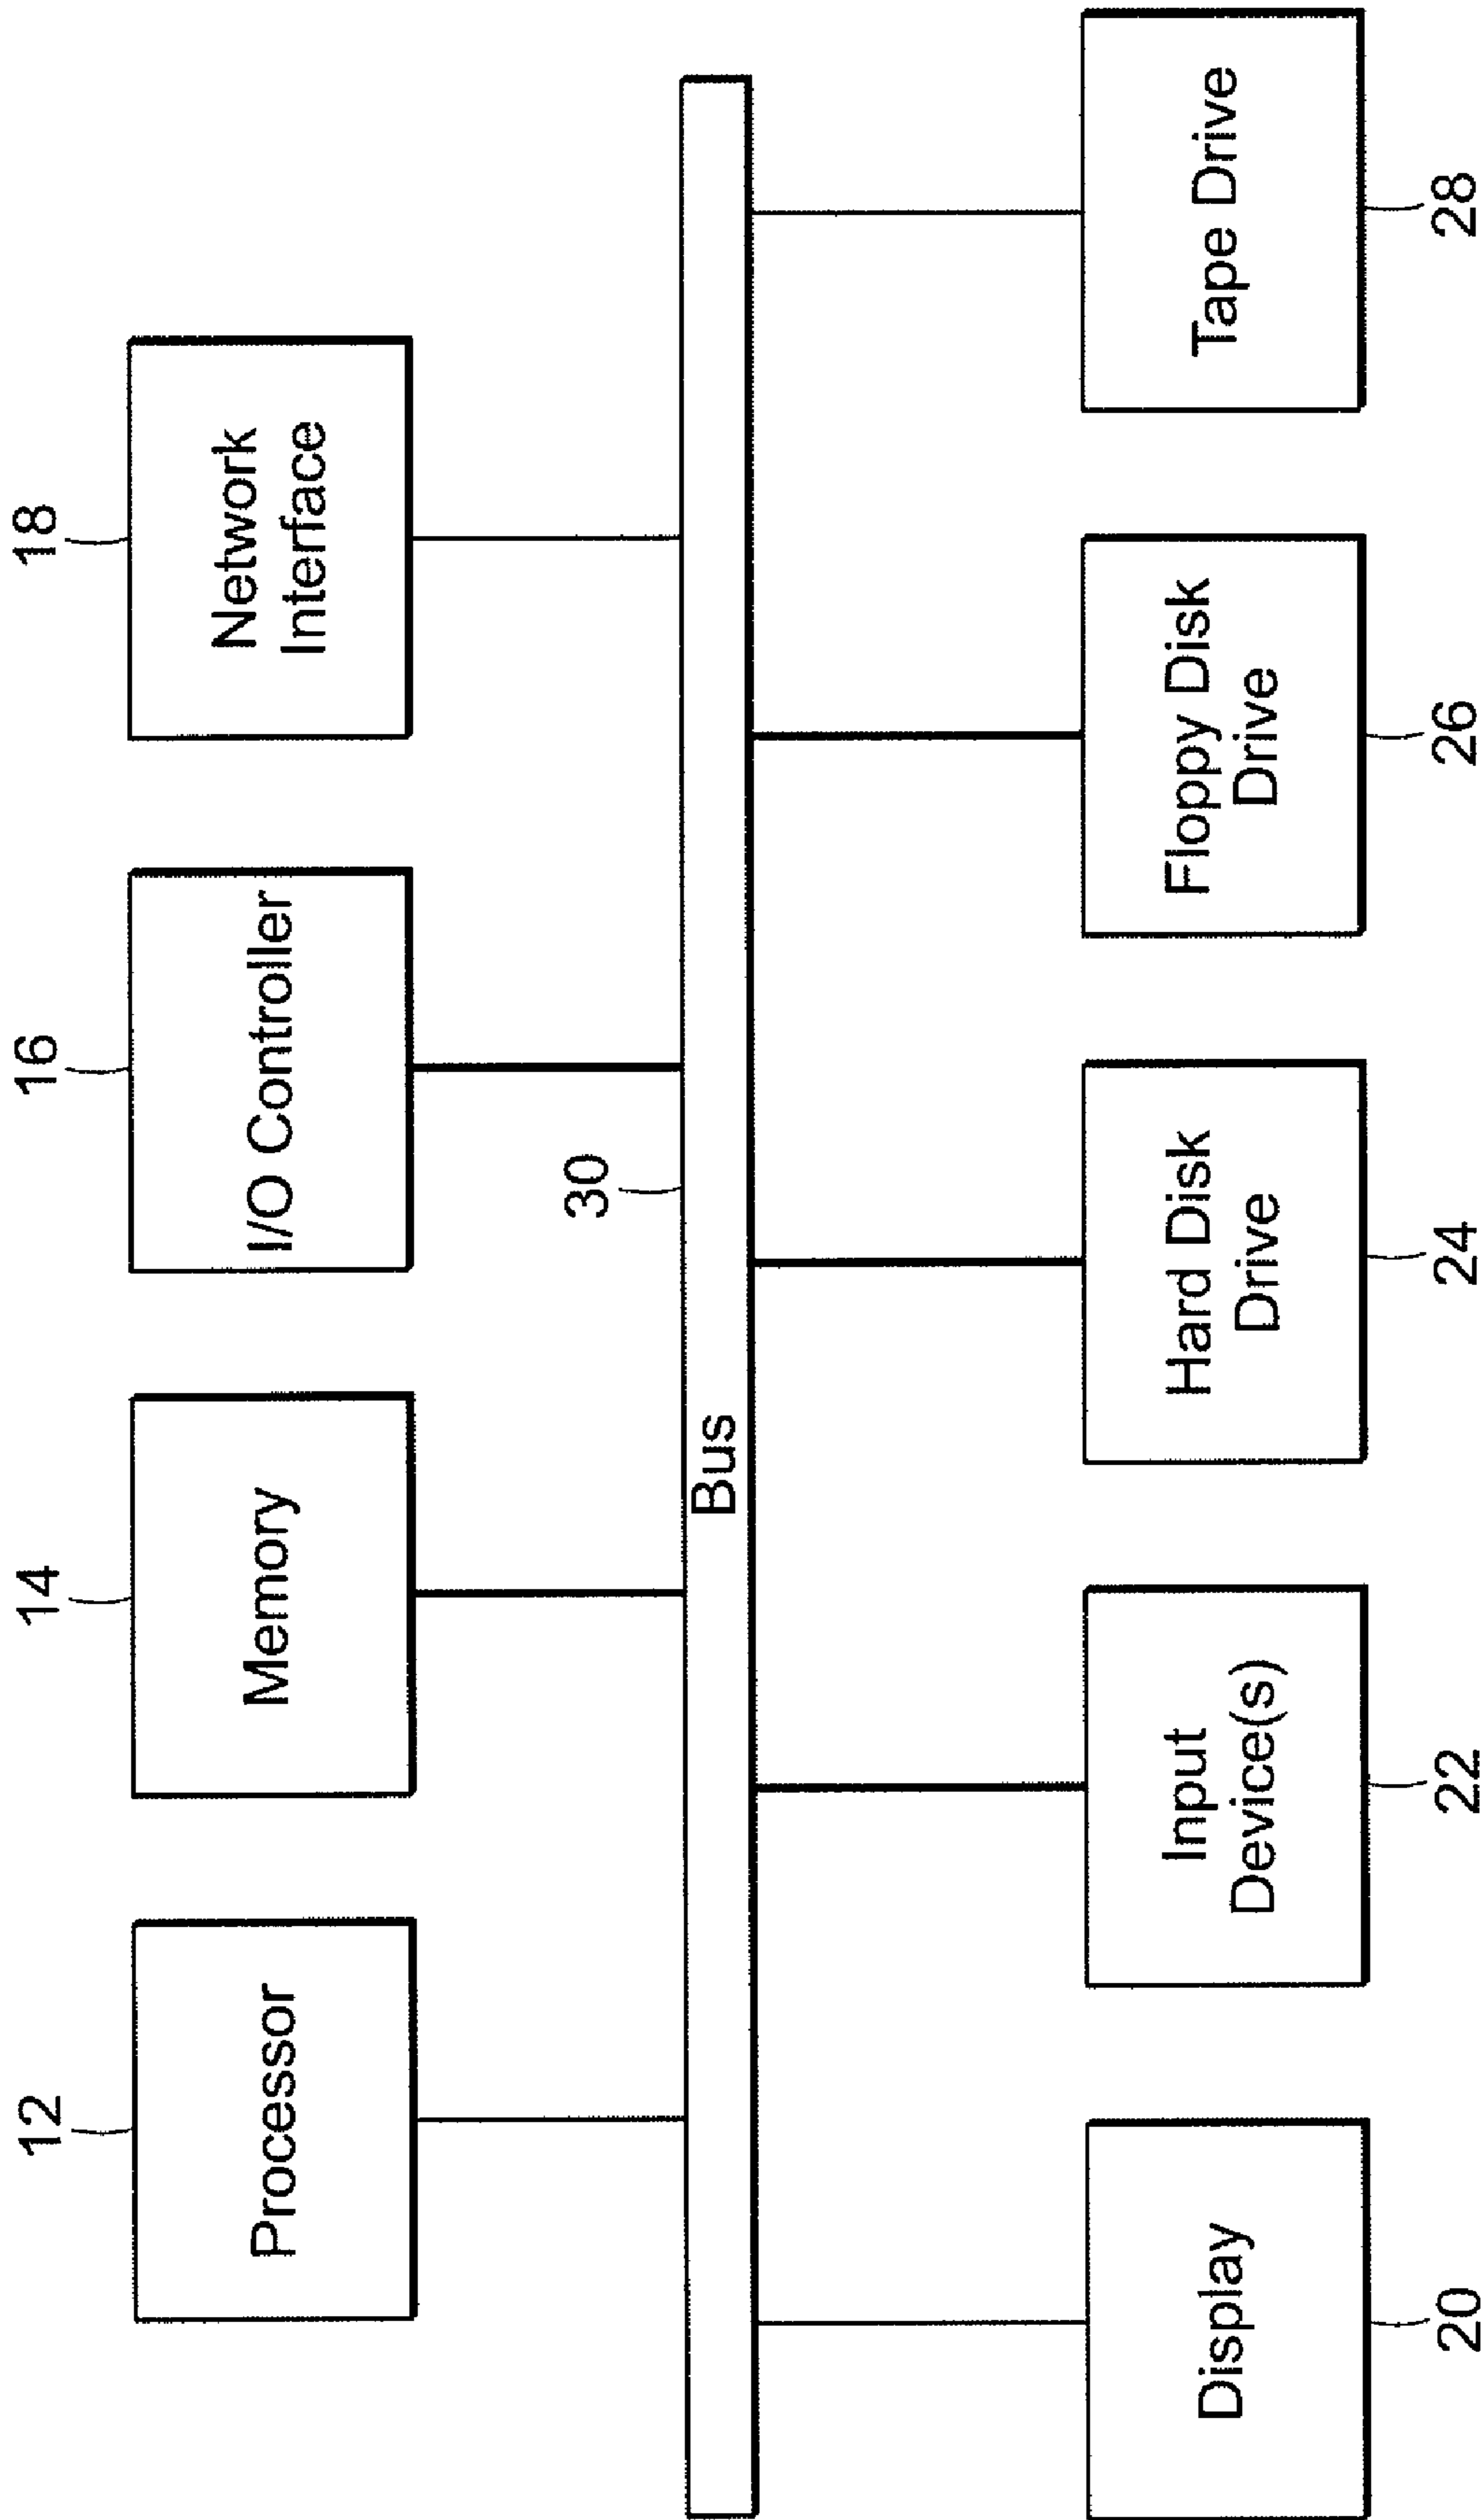 12
14
16
18
Processor
Memory
I/O Controller
Network
Interface
30
Bus
Display
Input
Device(s)
Hard Disk
Drive
Floppy Disk
Drive
Tape Drive
20
22
24
26
28